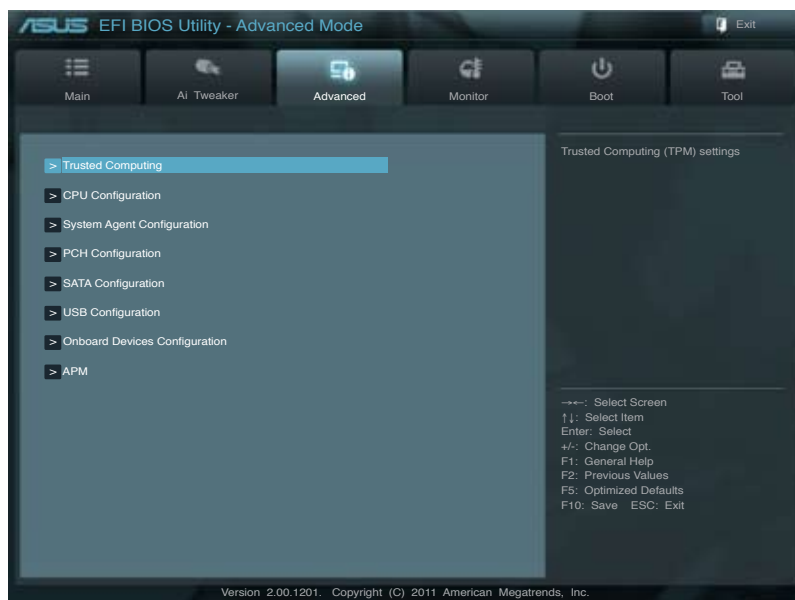 ASUS EFI BIOS Utility - Advanced Mode
Exit
Main
Ai Tweaker
Advanced
Monitor
Boot
Tool
> Trusted Computing
> CPU Configuration
> System Agent Configuration
> PCH Configuration
> SATA Configuration
> USB Configuration
> Onboard Devices Configuration
> APM
Trusted Computing (TPM) settings
→←: Select Screen
↑↓: Select Item
Enter: Select
+/-: Change Opt.
F1: General Help
F2: Previous Values
F5: Optimized Defaults
F10: Save ESC: Exit
Version 2.00.1201. Copyright (C) 2011 American Megatrends, Inc.